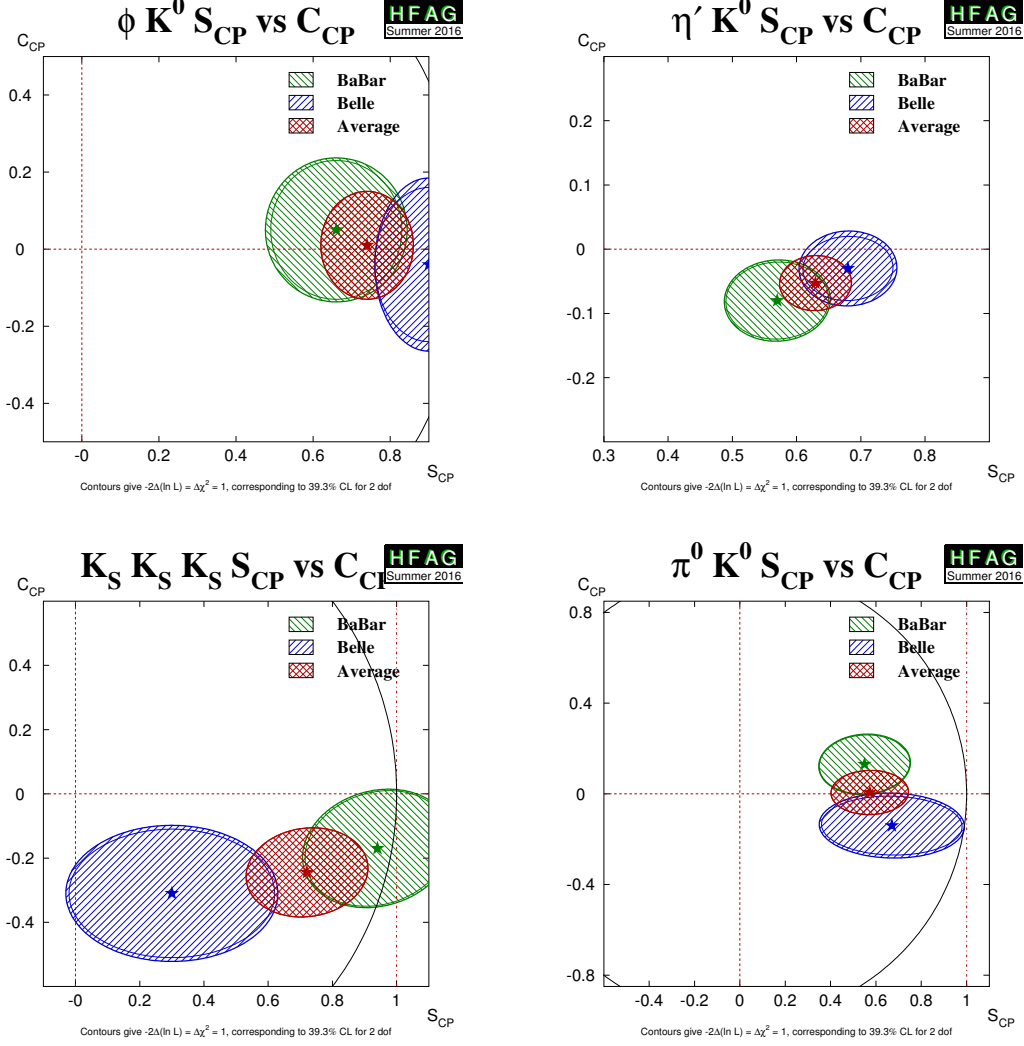 φ K⁰ S_CP vs C_CP
HFAG
Summer 2016
C_CP
BaBar
Belle
Average
0.4
0.2
0
-0.2
-0.4
-0 0.2 0.4 0.6 0.8
S_CP
Contours give -2Δ(ln L) = Δχ² = 1, corresponding to 39.3% CL for 2 dof
η′ K⁰ S_CP vs C_CP
HFAG
Summer 2016
C_CP
BaBar
Belle
Average
0.2
0.1
0
-0.1
-0.2
0.3 0.4 0.5 0.6 0.7 0.8
S_CP
Contours give -2Δ(ln L) = Δχ² = 1, corresponding to 39.3% CL for 2 dof
K_S K_S K_S S_CP vs C_CP
HFAG
Summer 2016
C_CP
BaBar
Belle
Average
0.4
0.2
0
-0.2
-0.4
-0 0.2 0.4 0.6 0.8 1
S_CP
Contours give -2Δ(ln L) = Δχ² = 1, corresponding to 39.3% CL for 2 dof
π⁰ K⁰ S_CP vs C_CP
HFAG
Summer 2016
C_CP
BaBar
Belle
Average
0.8
0.4
0
-0.4
-0.8
-0.4 -0.2 0 0.2 0.4 0.6 0.8 1
S_CP
Contours give -2Δ(ln L) = Δχ² = 1, corresponding to 39.3% CL for 2 dof